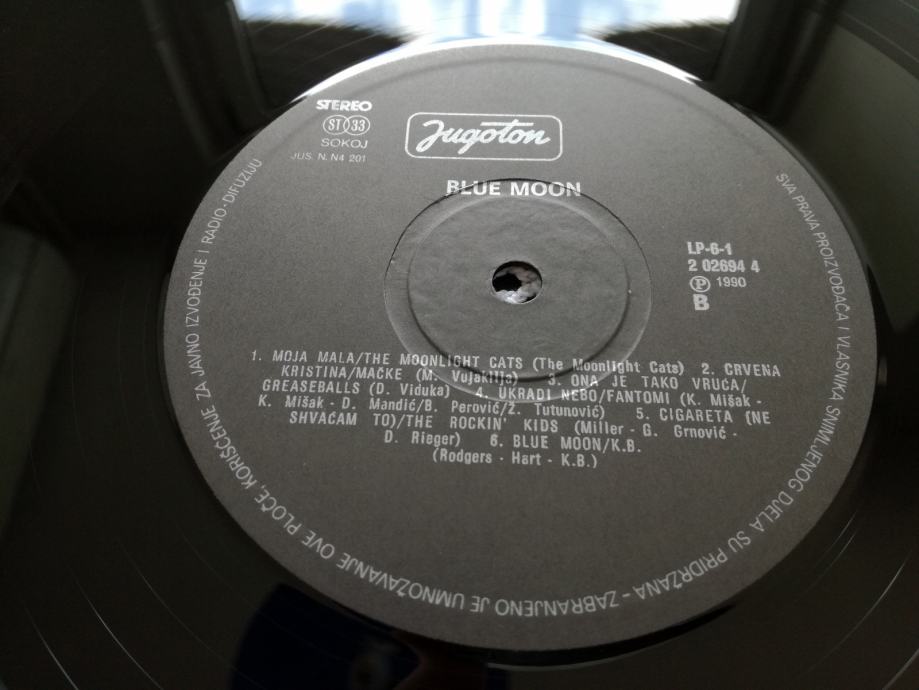 STEREO
ST 33
SOKOJ
JUS. N. N4 201
Jugoton
BLUE MOON
LP-6-1
2 02694 4
Ⓟ 1990
B
1. MOJA MALA/THE MOONLIGHT CATS (The Moonlight Cats) 2. CRVENA
KRISTINA/MAČKE (M. Vujaklija) 3. ONA JE TAKO VRUĆA/
GREASEBALLS (D. Viduka) 4. UKRADI NEBO/FANTOMI (K. Mišak -
K. Mišak - D. Mandić/B. Perović/Z. Tutunović) 5. CIGARETA (NE
SHVAĆAM TO)/THE ROCKIN' KIDS (Miller - G. Grnović -
D. Rieger) 6. BLUE MOON/K.B.
(Rodgers - Hart - K.B.)
SVA PRAVA PROIZVOĐAČA I VLASNIKA SNIMLJENOG DJELA SU PRIDRŽANA - ZABRANJENO JE UMNOŽAVANJE OVE PLOČE, KORIŠĆENJE ZA JAVNO IZVOĐENJE I RADIO-DIFUZIJU